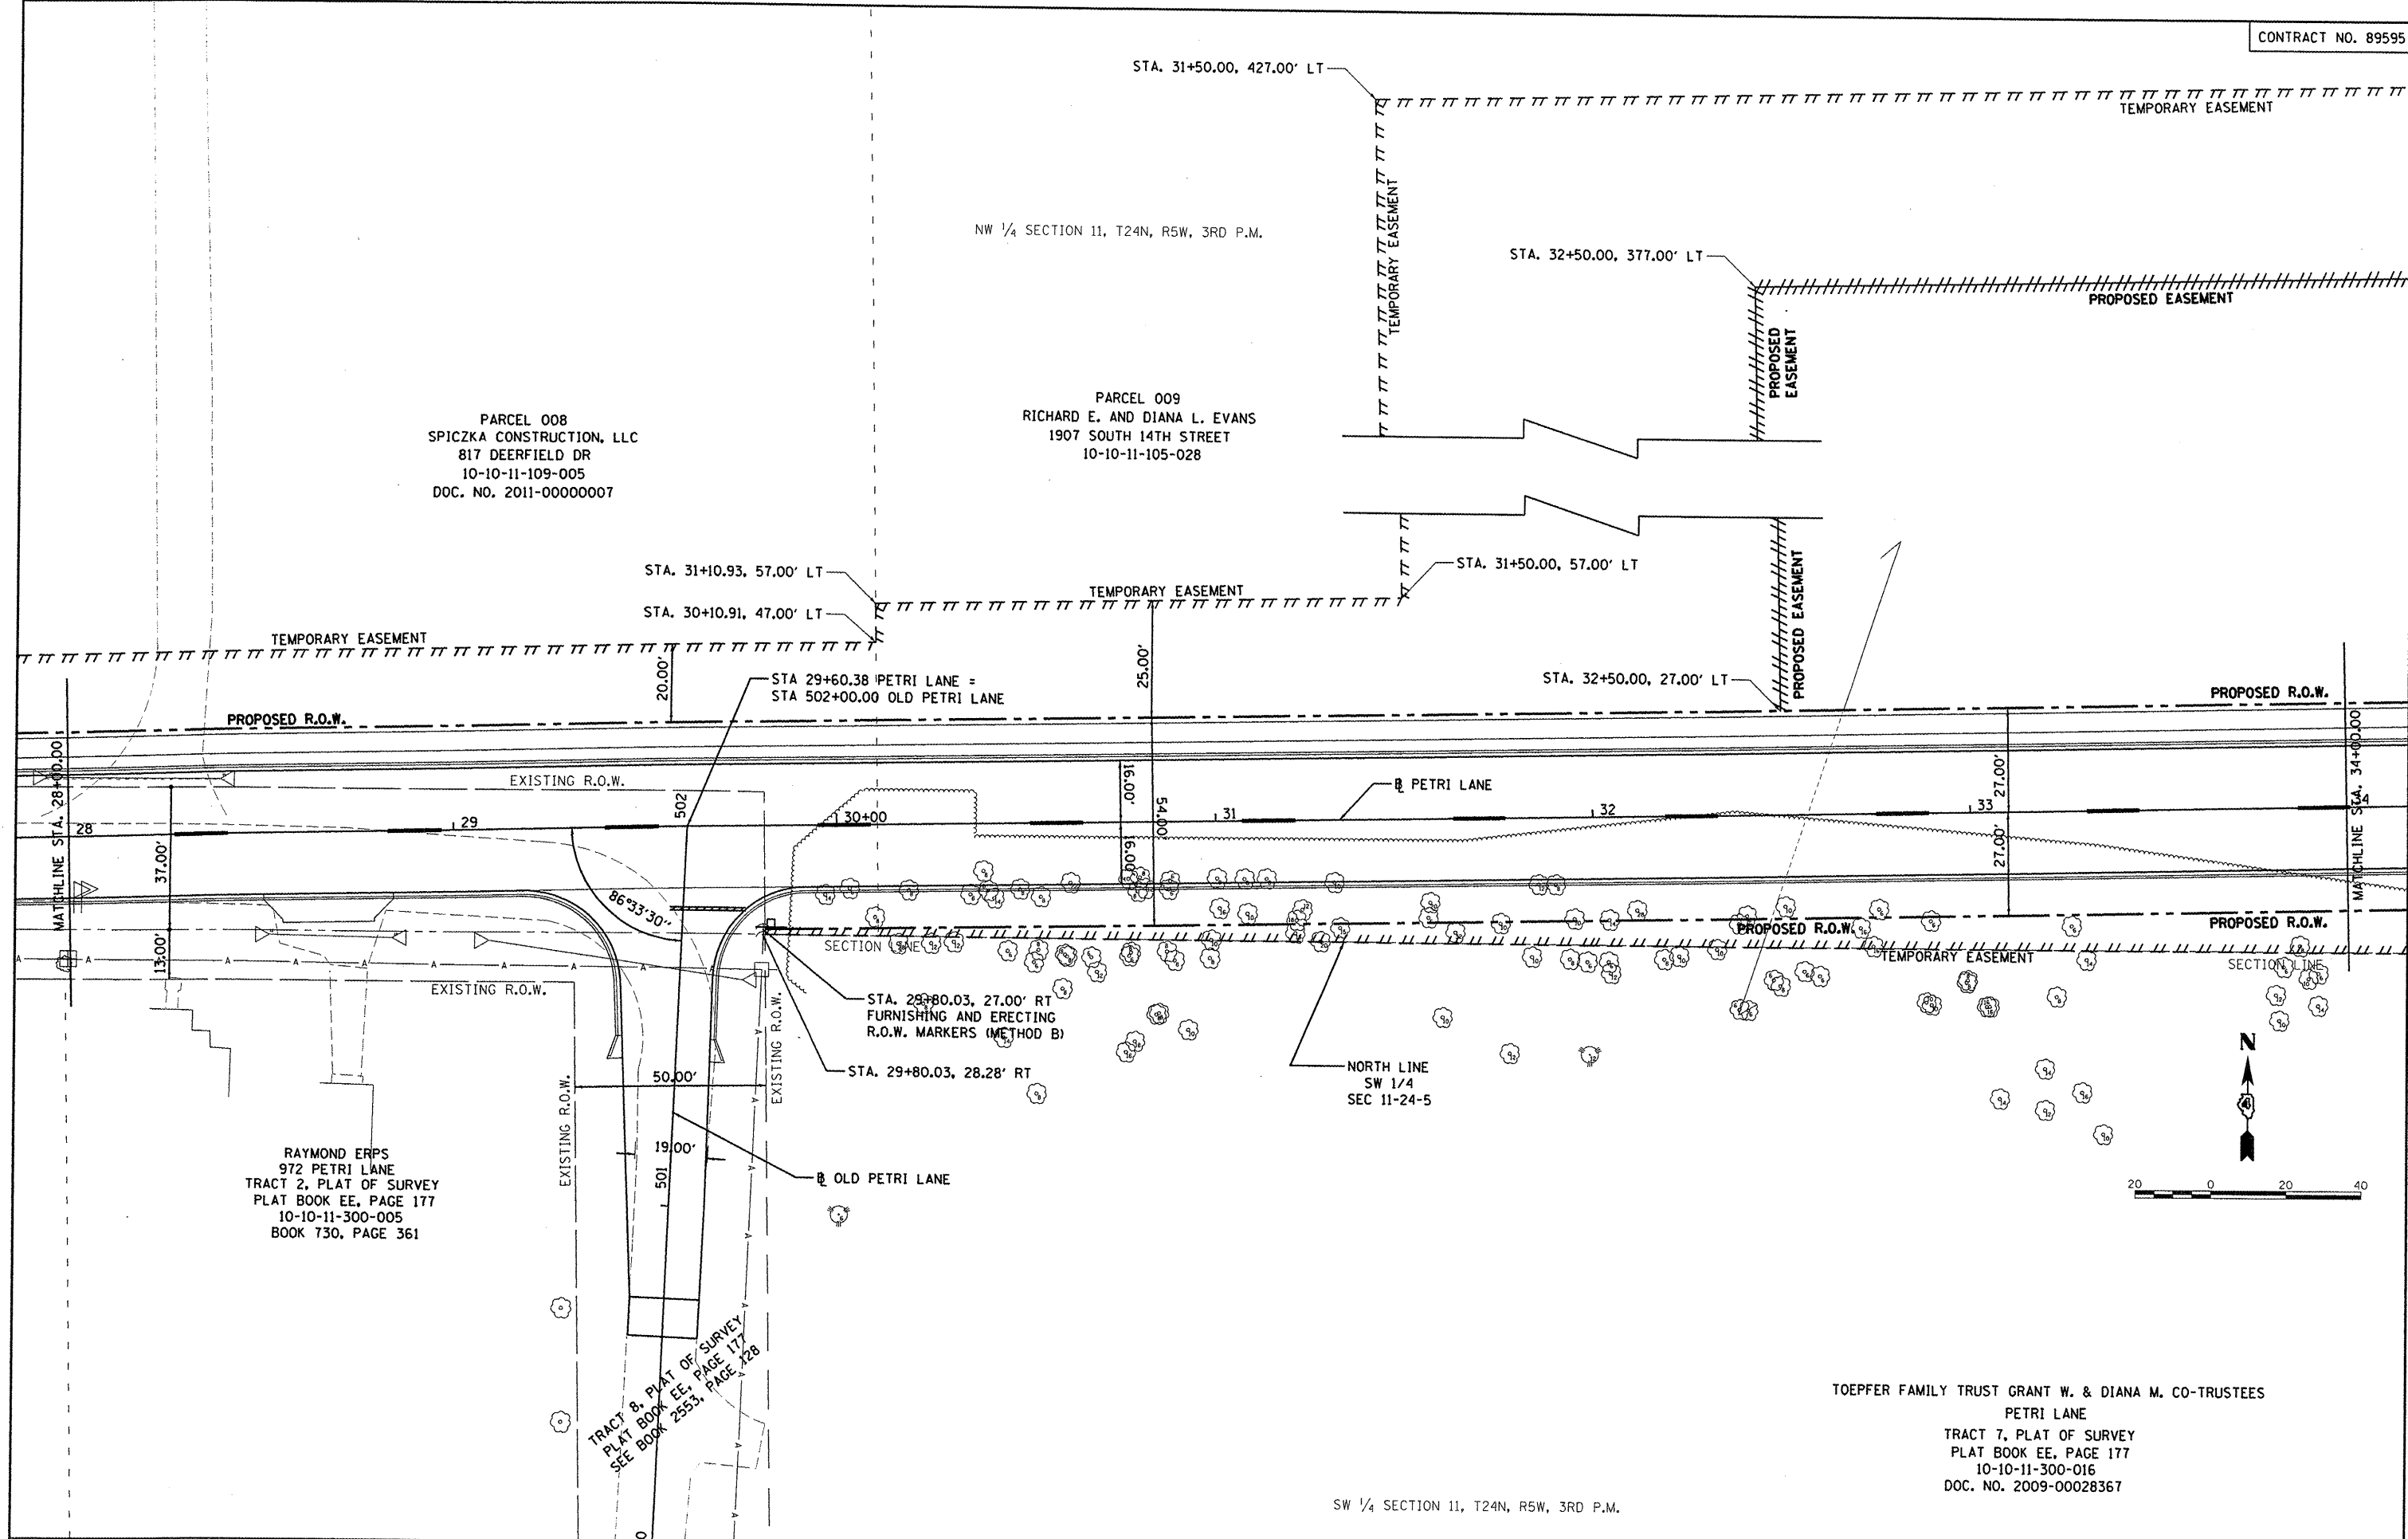 CONTRACT NO. 89595
STA. 31+50.00, 427.00' LT
TEMPORARY EASEMENT
TEMPORARY EASEMENT
NW 1/4 SECTION 11, T24N, R5W, 3RD P.M.
STA. 32+50.00, 377.00' LT
PROPOSED EASEMENT
PROPOSED
EASEMENT
PARCEL 008
SPICZKA CONSTRUCTION, LLC
817 DEERFIELD DR
10-10-11-109-005
DOC. NO. 2011-00000007
PARCEL 009
RICHARD E. AND DIANA L. EVANS
1907 SOUTH 14TH STREET
10-10-11-105-028
STA. 31+10.93, 57.00' LT
STA. 30+10.91, 47.00' LT
TEMPORARY EASEMENT
STA. 31+50.00, 57.00' LT
PROPOSED EASEMENT
TEMPORARY EASEMENT
20.00'
25.00'
STA 29+60.38 PETRI LANE =
STA 502+00.00 OLD PETRI LANE
STA. 32+50.00, 27.00' LT
PROPOSED R.O.W.
PROPOSED R.O.W.
MATCHLINE STA. 28+00.00
EXISTING R.O.W.
16.00'
54.00'
16.00'
℄ PETRI LANE
27.00'
27.00'
MATCHLINE STA. 34+00.00
28
29
502
30+00
31
32
33
34
37.00'
13.00'
86°33'30''
SECTION LINE
PROPOSED R.O.W.
PROPOSED R.O.W.
TEMPORARY EASEMENT
SECTION LINE
EXISTING R.O.W.
STA. 29+80.03, 27.00' RT
FURNISHING AND ERECTING
R.O.W. MARKERS (METHOD B)
STA. 29+80.03, 28.28' RT
EXISTING R.O.W.
EXISTING R.O.W.
50.00'
19.00'
501
℄ OLD PETRI LANE
NORTH LINE
SW 1/4
SEC 11-24-5
N
20 0 20 40
RAYMOND ERPS
972 PETRI LANE
TRACT 2, PLAT OF SURVEY
PLAT BOOK EE, PAGE 177
10-10-11-300-005
BOOK 730, PAGE 361
TRACT 8, PLAT OF SURVEY
PLAT BOOK EE, PAGE 177
SEE BOOK 2553, PAGE 128
TOEPFER FAMILY TRUST GRANT W. & DIANA M. CO-TRUSTEES
PETRI LANE
TRACT 7, PLAT OF SURVEY
PLAT BOOK EE, PAGE 177
10-10-11-300-016
DOC. NO. 2009-00028367
SW 1/4 SECTION 11, T24N, R5W, 3RD P.M.